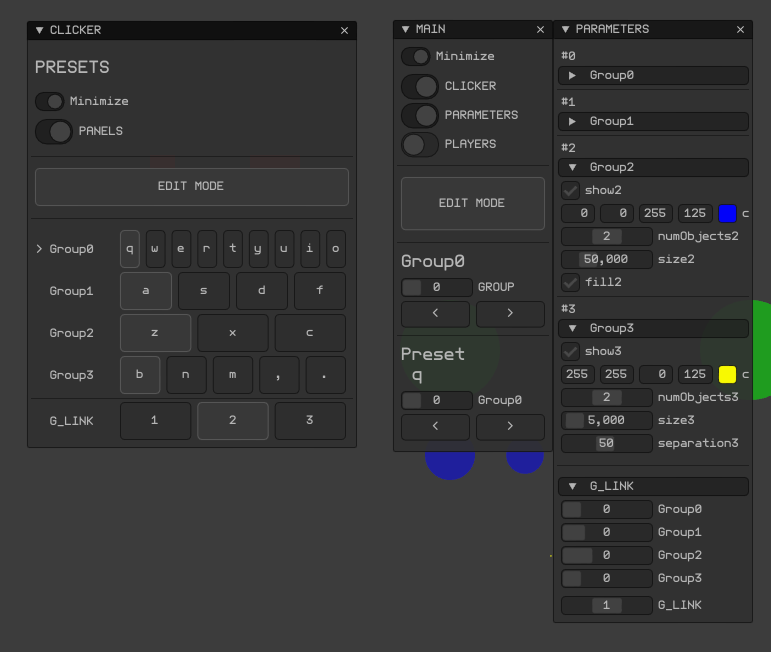 CLICKER
PRESETS
Minimize
PANELS
EDIT MODE
> Group0 q w e r t y u i o
Group1 a s d f
Group2 z x c
Group3 b n m , .
G_LINK 1 2 3
MAIN
Minimize
CLICKER
PARAMETERS
PLAYERS
EDIT MODE
Group0
0 GROUP
< >
Preset
q
0 Group0
< >
PARAMETERS
#0
Group0
#1
Group1
#2
Group2
show2
0 0 255 125 c
2 numObjects2
50,000 size2
fill2
#3
Group3
show3
255 255 0 125 c
2 numObjects3
5,000 size3
50 separation3
G_LINK
0 Group0
0 Group1
0 Group2
0 Group3
1 G_LINK